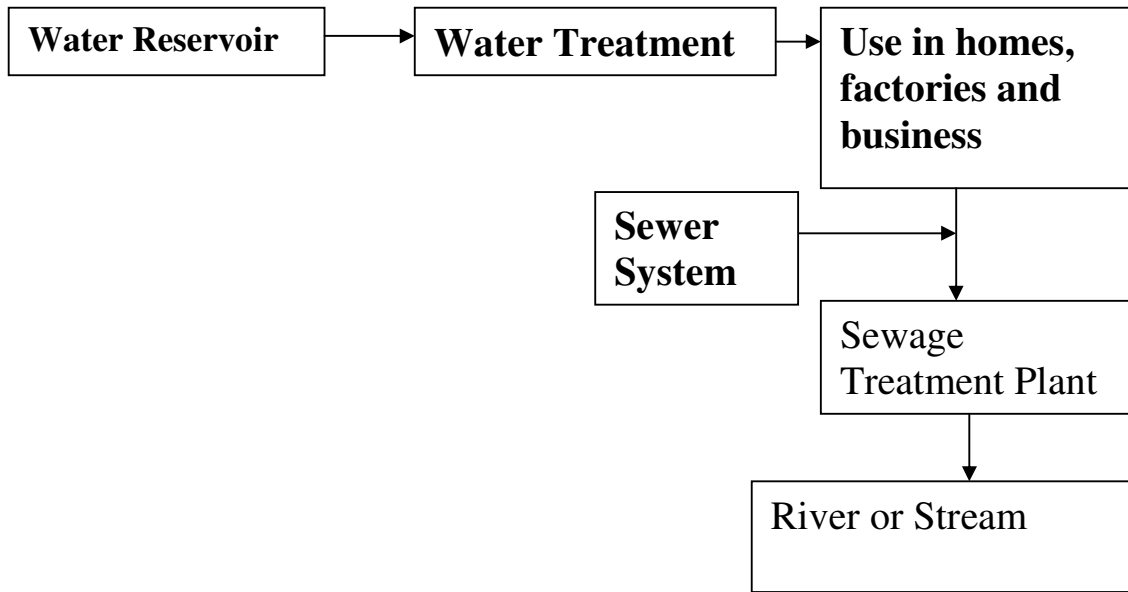 Water Reservoir
Water Treatment
Use in homes,
factories and
business
Sewer
System
Sewage
Treatment Plant
River or Stream